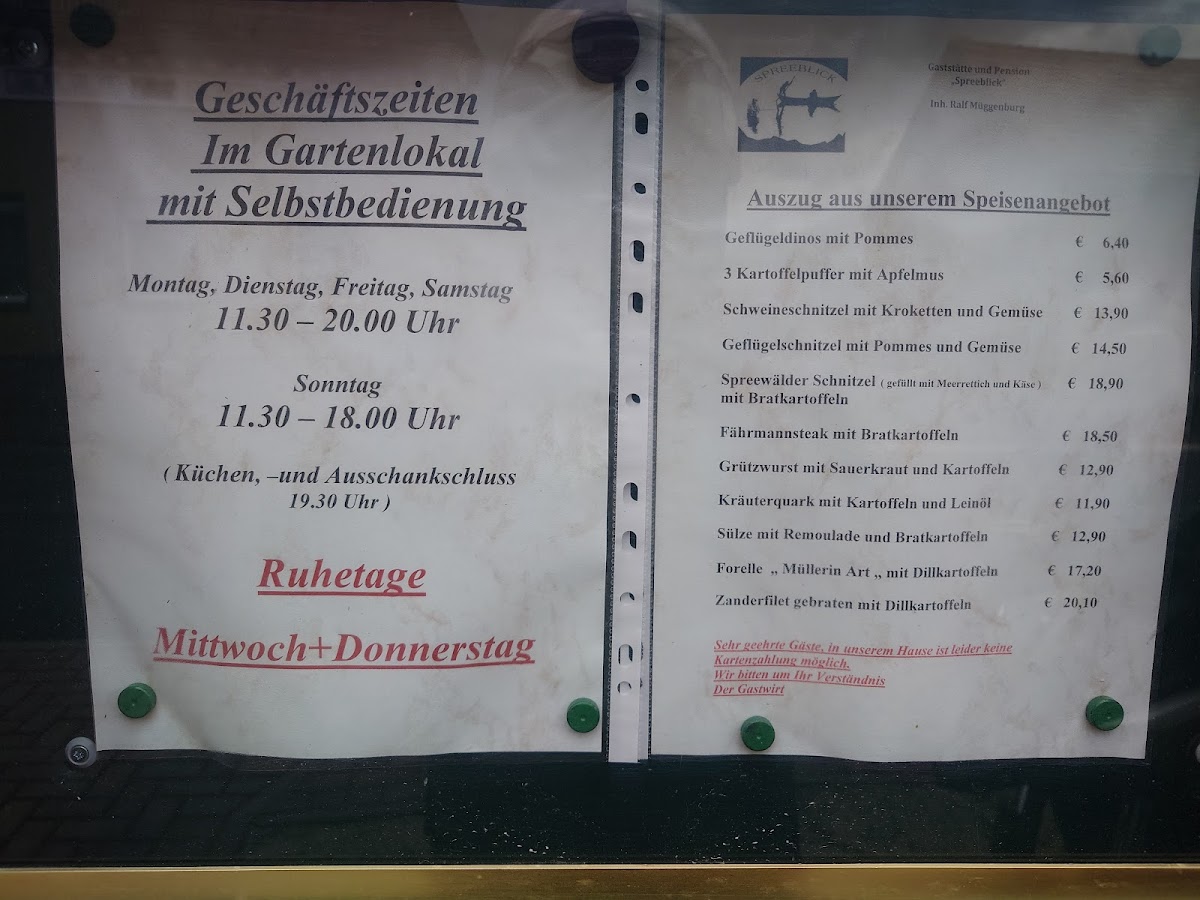 Geschäftszeiten
Im Gartenlokal
mit Selbstbedienung
Montag, Dienstag, Freitag, Samstag
11.30 – 20.00 Uhr
Sonntag
11.30 – 18.00 Uhr
( Küchen, –und Ausschankschluss
19.30 Uhr )
Ruhetage
Mittwoch+Donnerstag
SPREEBLICK
Gaststätte und Pension
„Spreeblick"
Inh. Ralf Müggenburg
Auszug aus unserem Speisenangebot
Geflügeldinos mit Pommes € 6,40
3 Kartoffelpuffer mit Apfelmus € 5,60
Schweineschnitzel mit Kroketten und Gemüse € 13,90
Geflügelschnitzel mit Pommes und Gemüse € 14,50
Spreewälder Schnitzel ( gefüllt mit Meerrettich und Käse ) € 18,90
mit Bratkartoffeln
Fährmannsteak mit Bratkartoffeln € 18,50
Grützwurst mit Sauerkraut und Kartoffeln € 12,90
Kräuterquark mit Kartoffeln und Leinöl € 11,90
Sülze mit Remoulade und Bratkartoffeln € 12,90
Forelle „ Müllerin Art „ mit Dillkartoffeln € 17,20
Zanderfilet gebraten mit Dillkartoffeln € 20,10
Sehr geehrte Gäste, in unserem Hause ist leider keine
Kartenzahlung möglich.
Wir bitten um Ihr Verständnis
Der Gastwirt